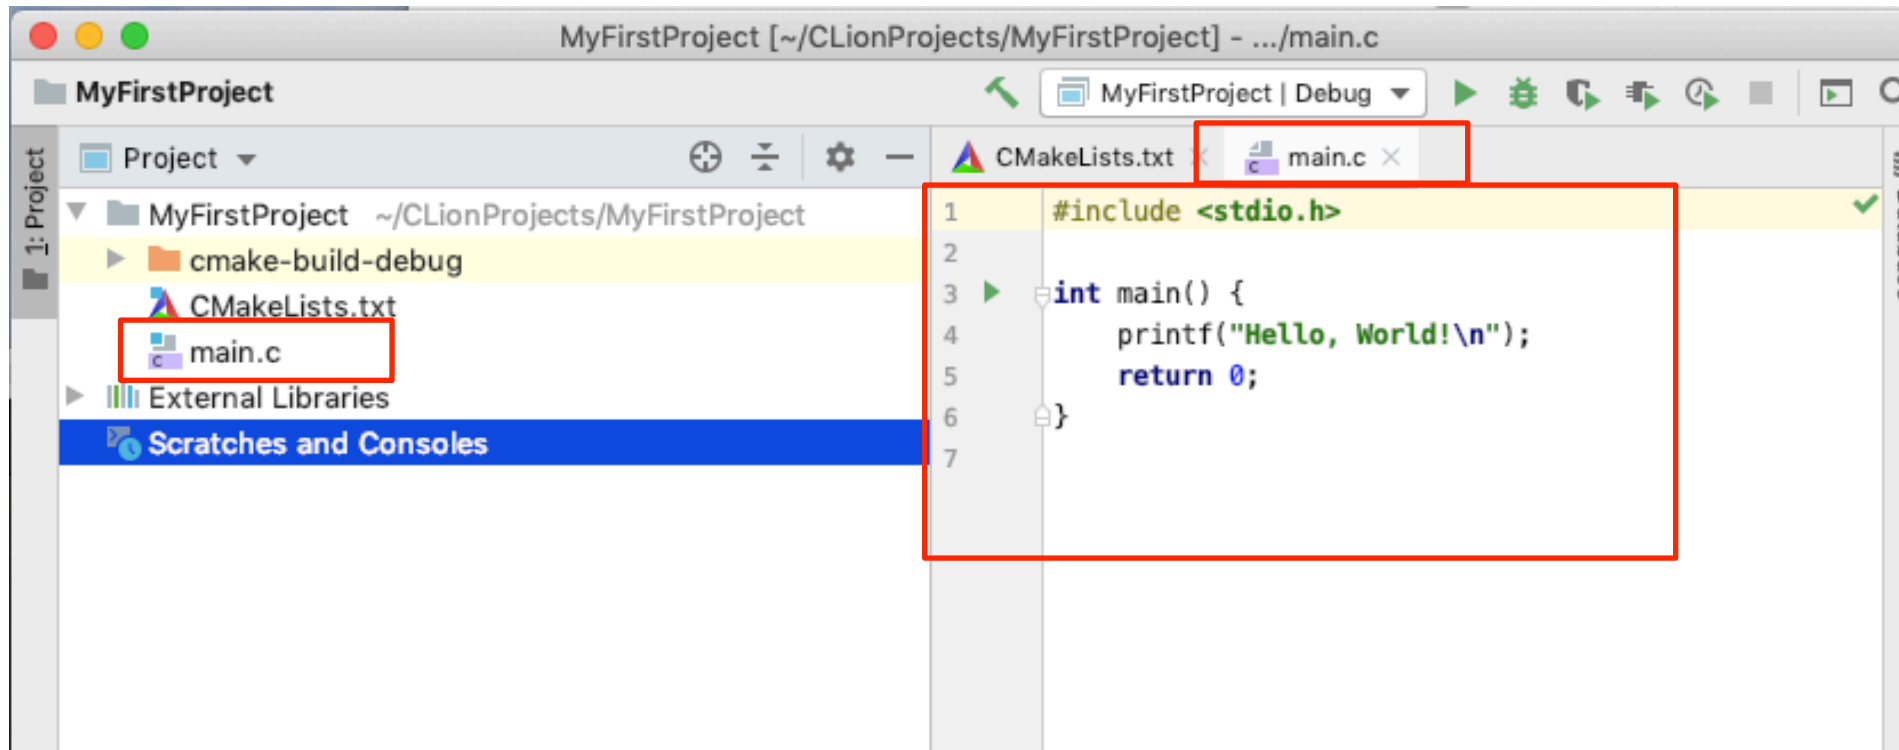 MyFirstProject [~/CLionProjects/MyFirstProject] - .../main.c
MyFirstProject
MyFirstProject | Debug
1: Project
Project
CMakeLists.txt
main.c
MyFirstProject ~/CLionProjects/MyFirstProject
cmake-build-debug
CMakeLists.txt
main.c
External Libraries
Scratches and Consoles
1 #include <stdio.h>
2
3 int main() {
4 printf("Hello, World!\n");
5 return 0;
6 }
7